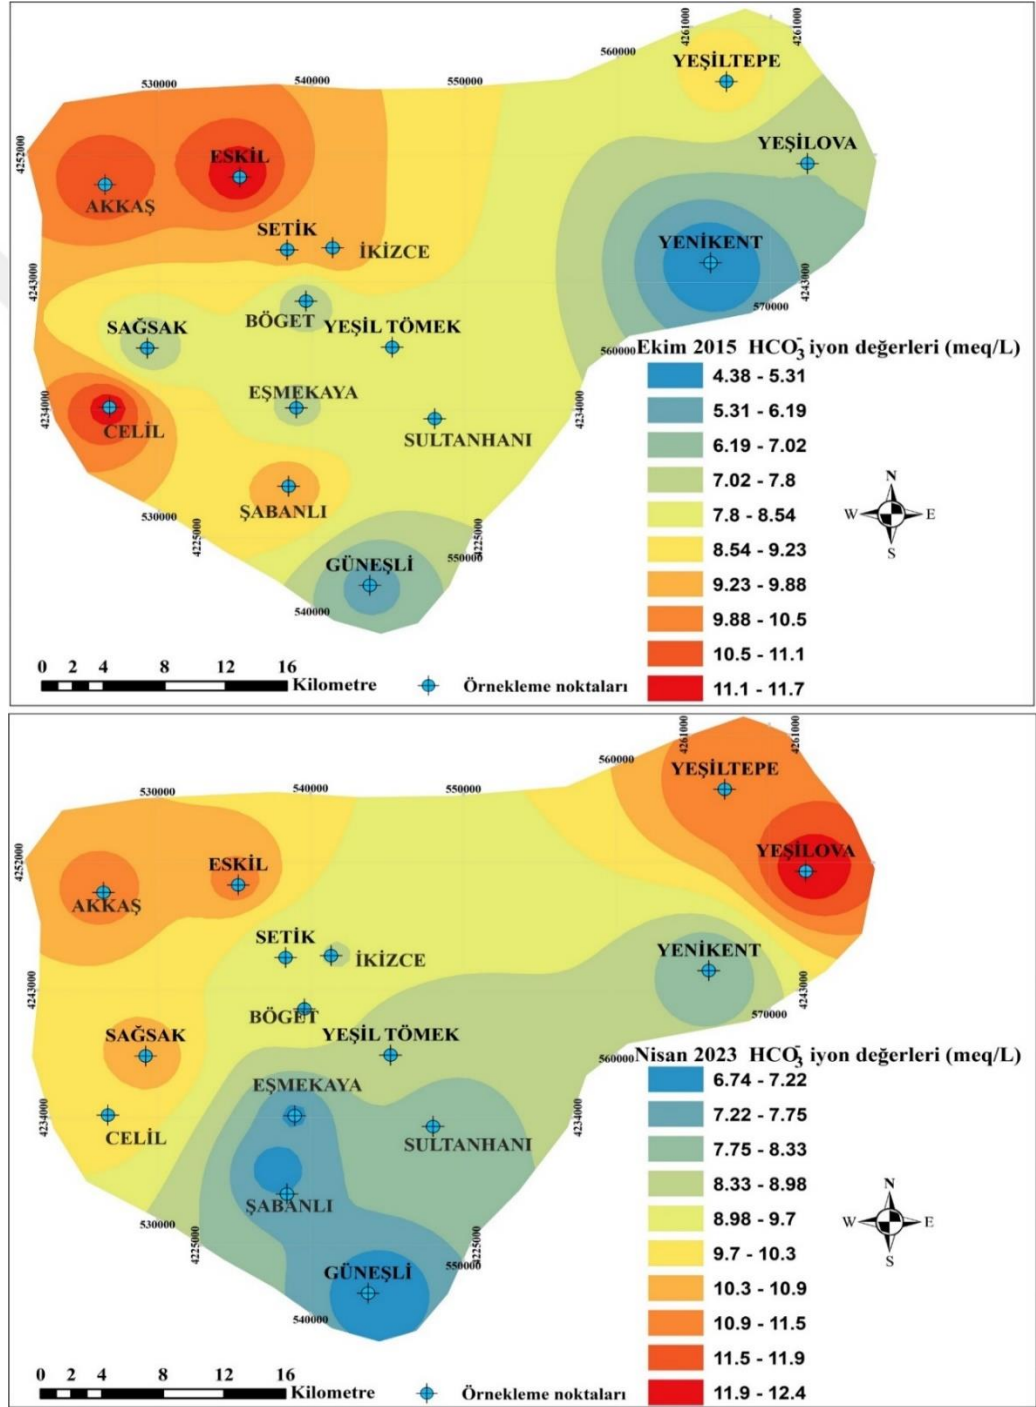 4261000
4261000
560000
YEŞİLTEPE
530000
540000
550000
4252000
ESKİL
YEŞİLOVA
AKKAŞ
SETİK
İKİZCE
YENİKENT
4243000
4243000
BÖGET
570000
SAĞSAK
YEŞİL TÖMEK
560000
Ekim 2015 HCO₃⁻ iyon değerleri (meq/L)
4.38 - 5.31
EŞMEKAYA
4234000
4234000
5.31 - 6.19
CELİL
SULTANHANI
6.19 - 7.02
7.02 - 7.8
ŞABANLI
530000
4225000
7.8 - 8.54
N
W E
S
550000
4225000
8.54 - 9.23
GÜNEŞLİ
540000
9.23 - 9.88
9.88 - 10.5
0 2 4 8 12 16
10.5 - 11.1
Kilometre
Örnekleme noktaları
11.1 - 11.7
4261000
4261000
560000
YEŞİLTEPE
530000
540000
550000
4252000
ESKİL
YEŞİLOVA
AKKAŞ
SETİK
İKİZCE
YENİKENT
4243000
4243000
BÖGET
570000
SAĞSAK
YEŞİL TÖMEK
560000
Nisan 2023 HCO₃⁻ iyon değerleri (meq/L)
6.74 - 7.22
EŞMEKAYA
4234000
4234000
7.22 - 7.75
CELİL
SULTANHANI
7.75 - 8.33
8.33 - 8.98
ŞABANLI
530000
4225000
8.98 - 9.7
N
W E
S
550000
4225000
9.7 - 10.3
GÜNEŞLİ
540000
10.3 - 10.9
10.9 - 11.5
0 2 4 8 12 16
11.5 - 11.9
Kilometre
Örnekleme noktaları
11.9 - 12.4